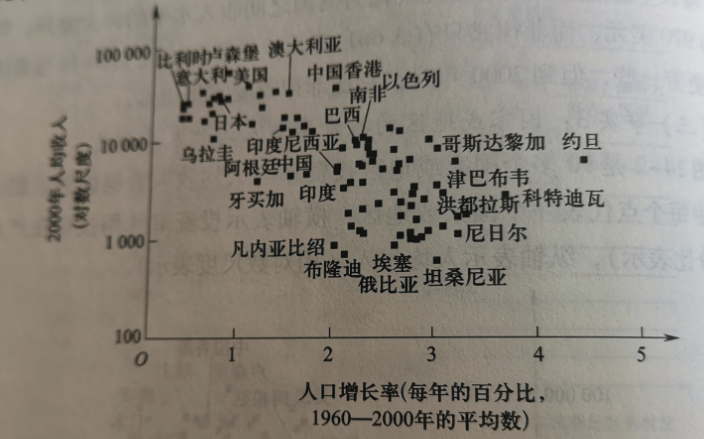 100 000
比利时 卢森堡 澳大利亚
意大利 美国 中国香港 以色列
南非
日本 巴西
10 000
乌拉圭 印度尼西亚 哥斯达黎加 约旦
阿根廷 中国
津巴布韦
牙买加 印度 洪都拉斯 科特迪瓦
2000年人均收入
(对数尺度)
1 000
凡内亚比绍 尼日尔
布隆迪 埃塞
俄比亚 坦桑尼亚
100
O 1 2 3 4 5
人口增长率(每年的百分比,
1960—2000年的平均数)